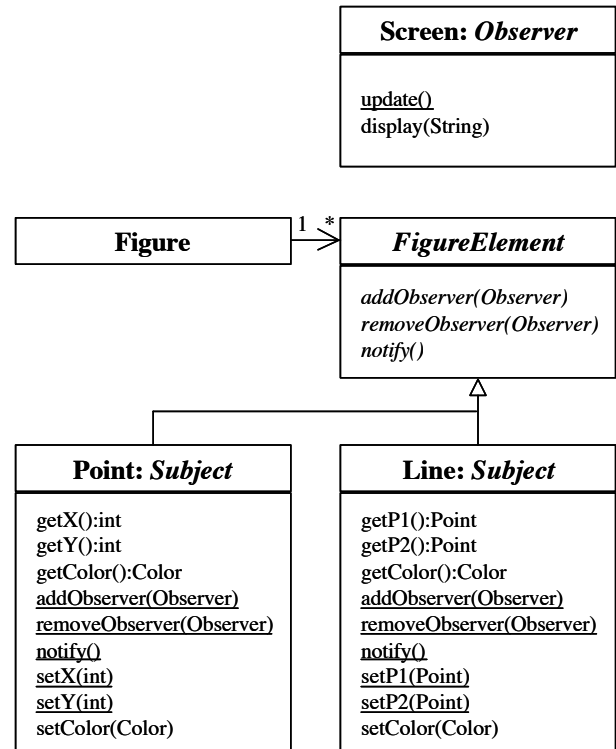 Screen: Observer
update()
display(String)
Figure
1
*
FigureElement
addObserver(Observer)
removeObserver(Observer)
notify()
Point: Subject
getX():int
getY():int
getColor():Color
addObserver(Observer)
removeObserver(Observer)
notify()
setX(int)
setY(int)
setColor(Color)
Line: Subject
getP1():Point
getP2():Point
getColor():Color
addObserver(Observer)
removeObserver(Observer)
notify()
setP1(Point)
setP2(Point)
setColor(Color)